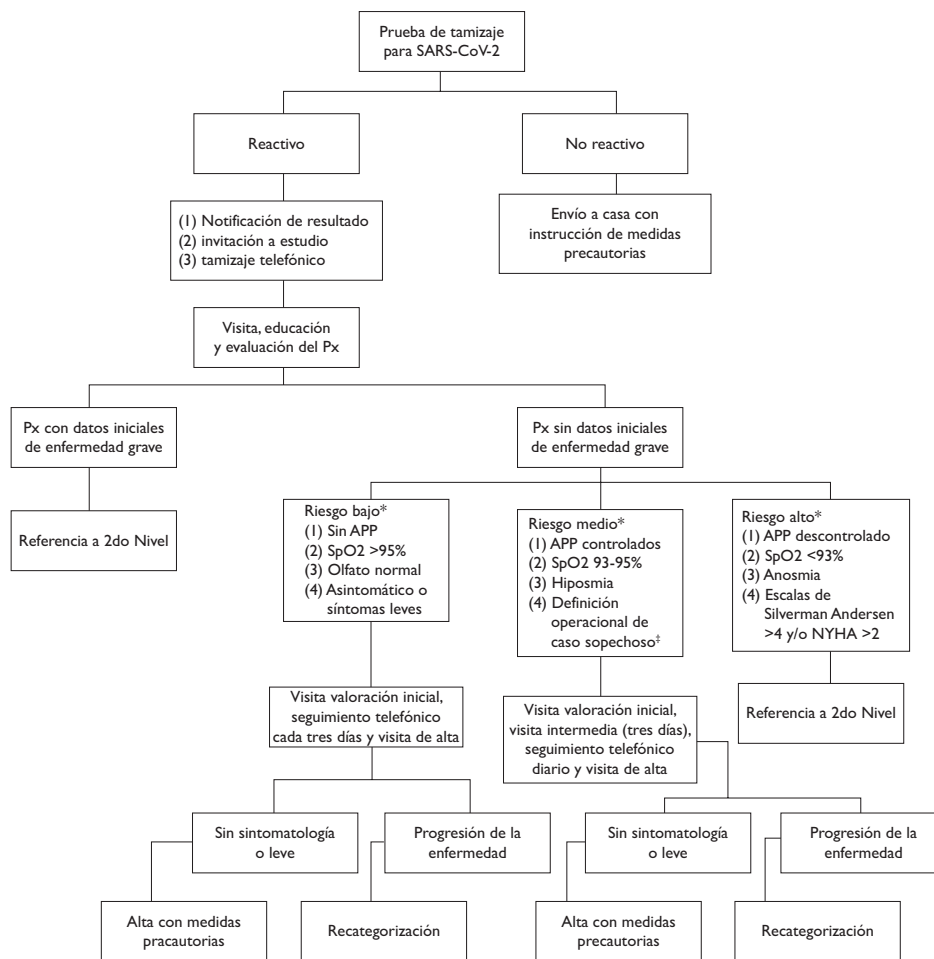 Prueba de tamizaje
para SARS-CoV-2
Reactivo
No reactivo
(1) Notificación de resultado
(2) invitación a estudio
(3) tamizaje telefónico
Envío a casa con
instrucción de medidas
precautorias
Visita, educación
y evaluación del Px
Px con datos iniciales
de enfermedad grave
Px sin datos iniciales
de enfermedad grave
Referencia a 2do Nivel
Riesgo bajo*
(1) Sin APP
(2) SpO2 >95%
(3) Olfato normal
(4) Asintomático o
síntomas leves
Riesgo medio*
(1) APP controlados
(2) SpO2 93-95%
(3) Hiposmia
(4) Definición
operacional de
caso sopechoso‡
Riesgo alto*
(1) APP descontrolado
(2) SpO2 <93%
(3) Anosmia
(4) Escalas de
Silverman Andersen
>4 y/o NYHA >2
Visita valoración inicial,
seguimiento telefónico
cada tres días y visita de alta
Visita valoración inicial,
visita intermedia (tres días),
seguimiento telefónico
diario y visita de alta
Referencia a 2do Nivel
Sin sintomatología
o leve
Progresión de la
enfermedad
Sin sintomatología
o leve
Progresión de la
enfermedad
Alta con medidas
pracautorias
Recategorización
Alta con medidas
precautorias
Recategorización